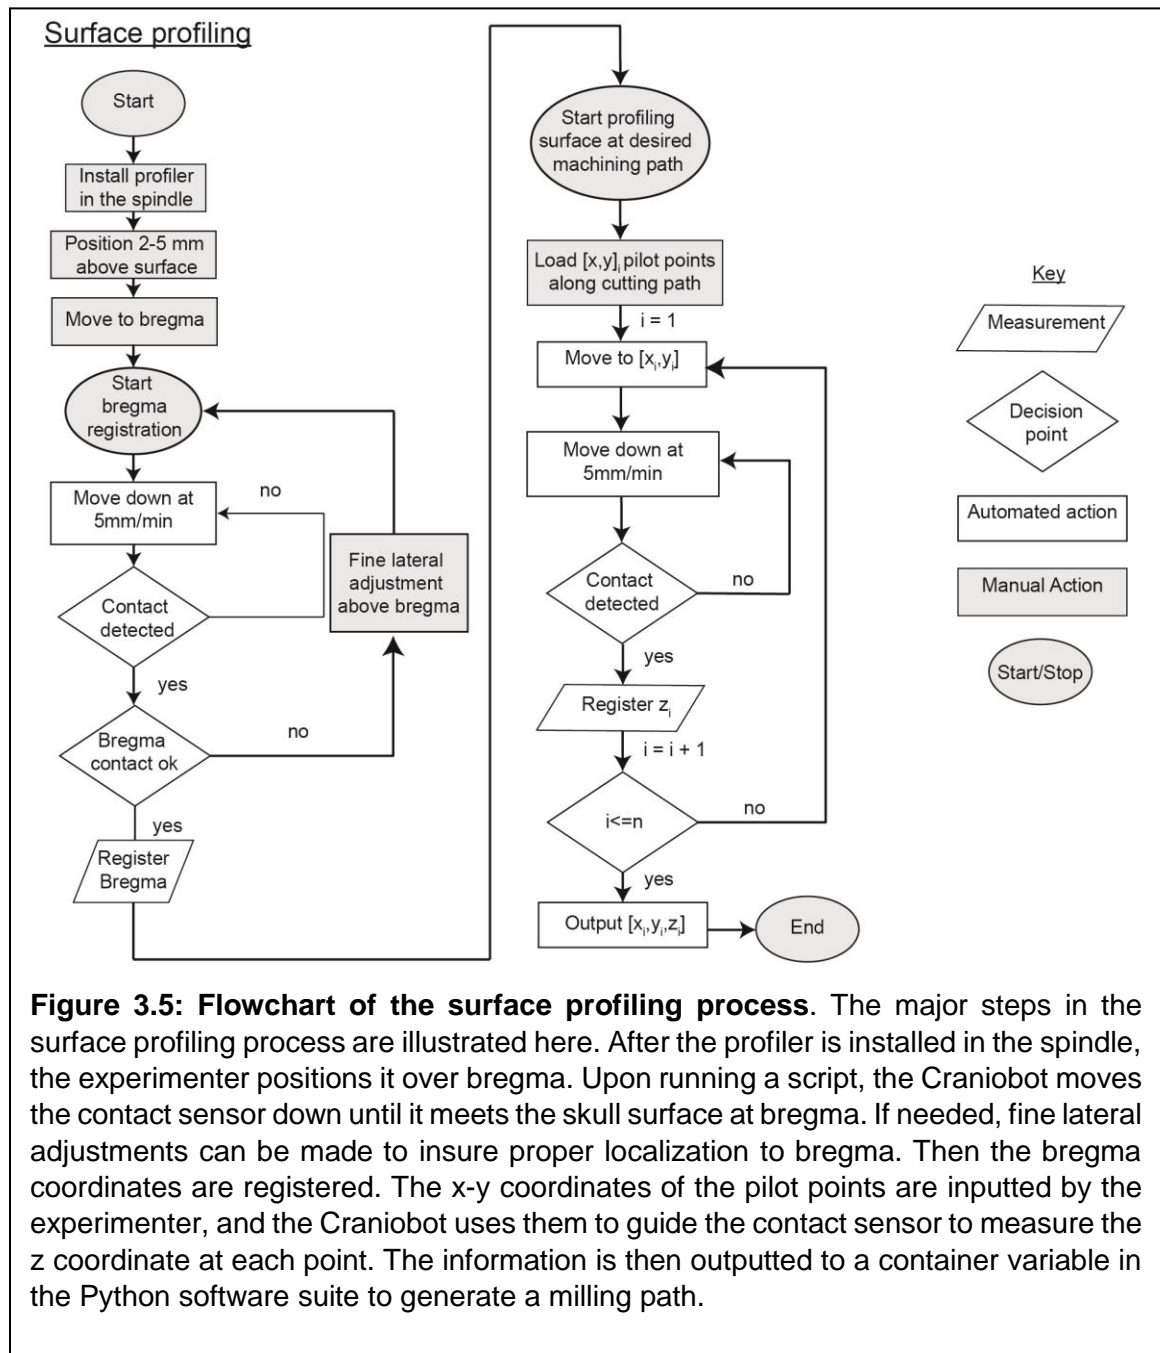 Surface profiling
Start
Install profiler
in the spindle
Position 2-5 mm
above surface
Move to bregma
Start
bregma
registration
Move down at
5mm/min
no
Contact
detected
yes
Fine lateral
adjustment
above bregma
Bregma
contact ok
no
yes
Register
Bregma
Start profiling
surface at desired
machining path
Load [x,y]i pilot points
along cutting path
i = 1
Move to [xi,yi]
Move down at
5mm/min
Contact
detected
no
yes
Register zi
i = i + 1
i<=n
no
yes
Output [xi,yi,zi]
End
Key
Measurement
Decision
point
Automated action
Manual Action
Start/Stop
Figure 3.5: Flowchart of the surface profiling process. The major steps in the
surface profiling process are illustrated here. After the profiler is installed in the spindle,
the experimenter positions it over bregma. Upon running a script, the Craniobot moves
the contact sensor down until it meets the skull surface at bregma. If needed, fine lateral
adjustments can be made to insure proper localization to bregma. Then the bregma
coordinates are registered. The x-y coordinates of the pilot points are inputted by the
experimenter, and the Craniobot uses them to guide the contact sensor to measure the
z coordinate at each point. The information is then outputted to a container variable in
the Python software suite to generate a milling path.